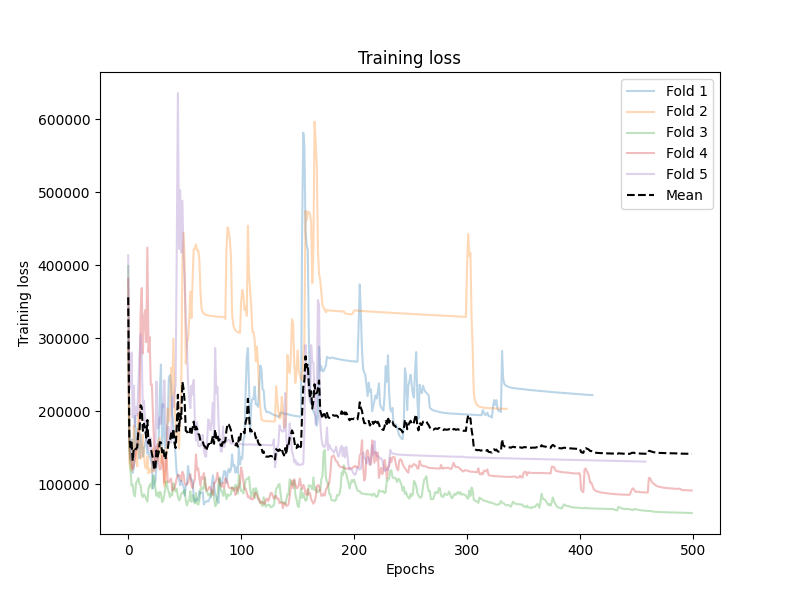 Training loss
Training loss
600000
500000
400000
300000
200000
100000
0
100
200
300
400
500
Epochs
Fold 1
Fold 2
Fold 3
Fold 4
Fold 5
Mean